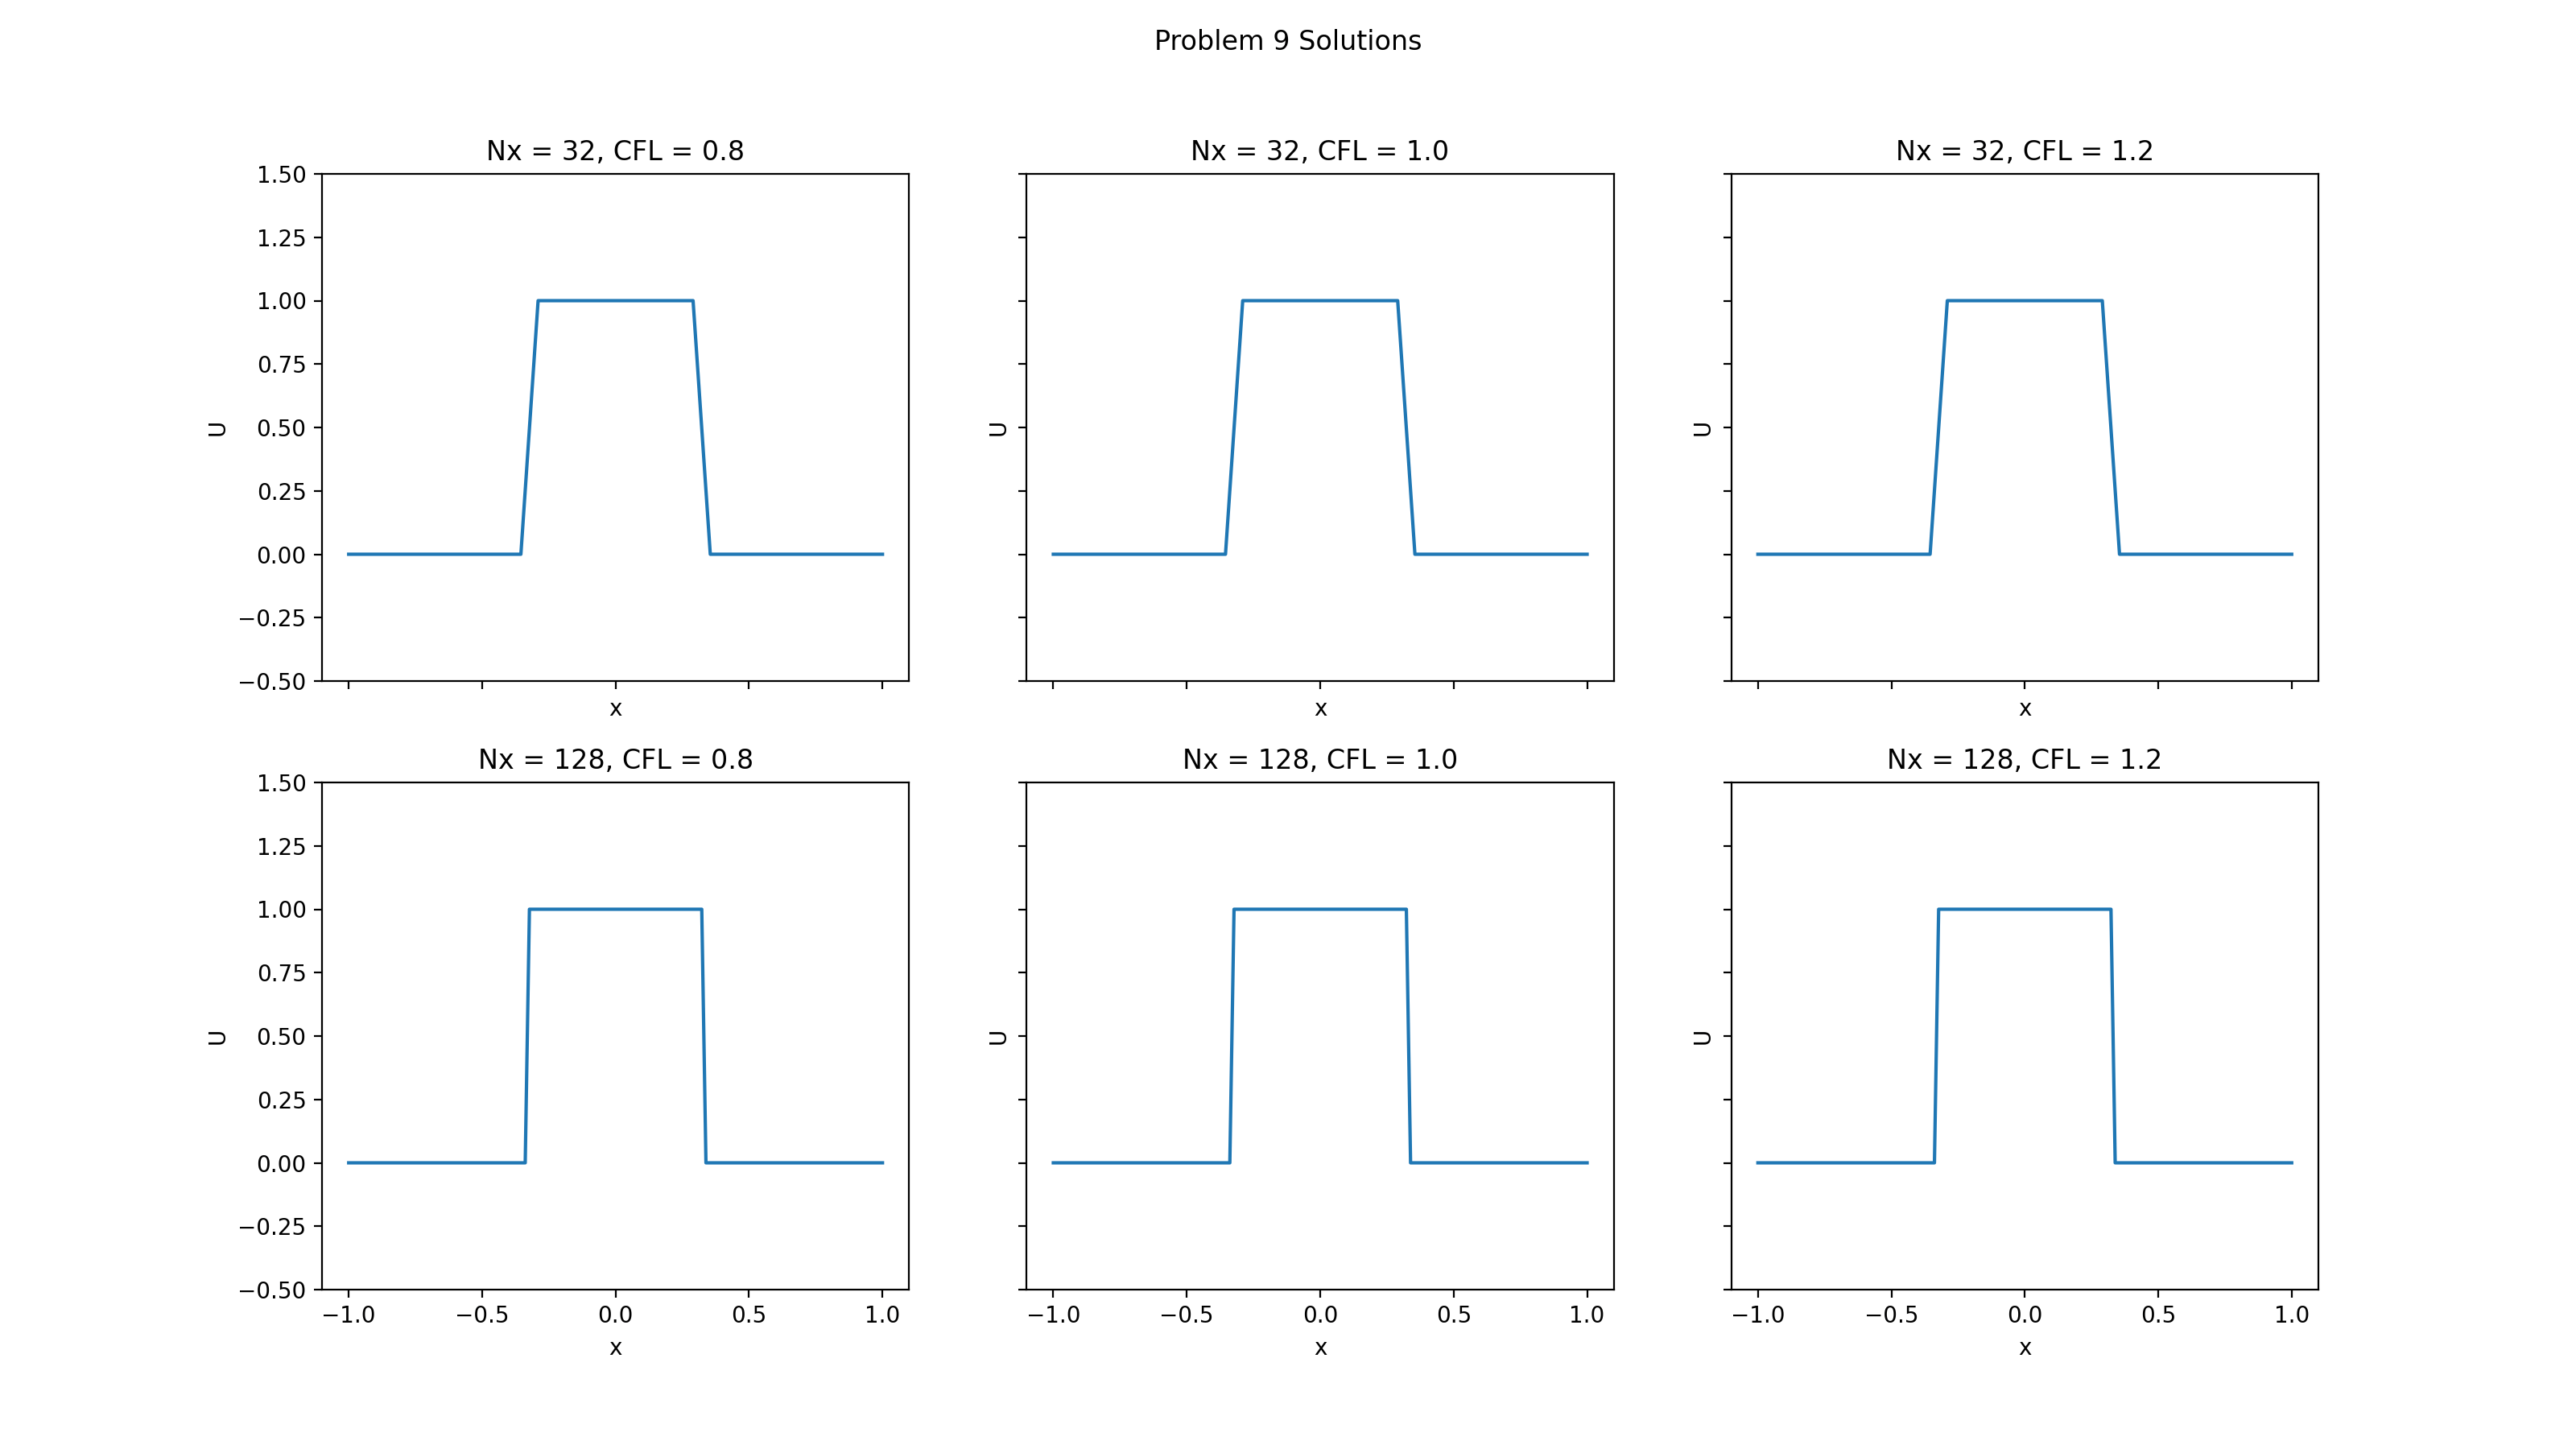 Problem 9 Solutions
Nx = 32, CFL = 0.8
Nx = 32, CFL = 1.0
Nx = 32, CFL = 1.2
1.50
1.25
1.00
0.75
0.50
0.25
0.00
−0.25
−0.50
U
U
U
x
x
x
Nx = 128, CFL = 0.8
Nx = 128, CFL = 1.0
Nx = 128, CFL = 1.2
1.50
1.25
1.00
0.75
0.50
0.25
0.00
−0.25
−0.50
U
U
U
−1.0 −0.5 0.0 0.5 1.0
−1.0 −0.5 0.0 0.5 1.0
−1.0 −0.5 0.0 0.5 1.0
x
x
x